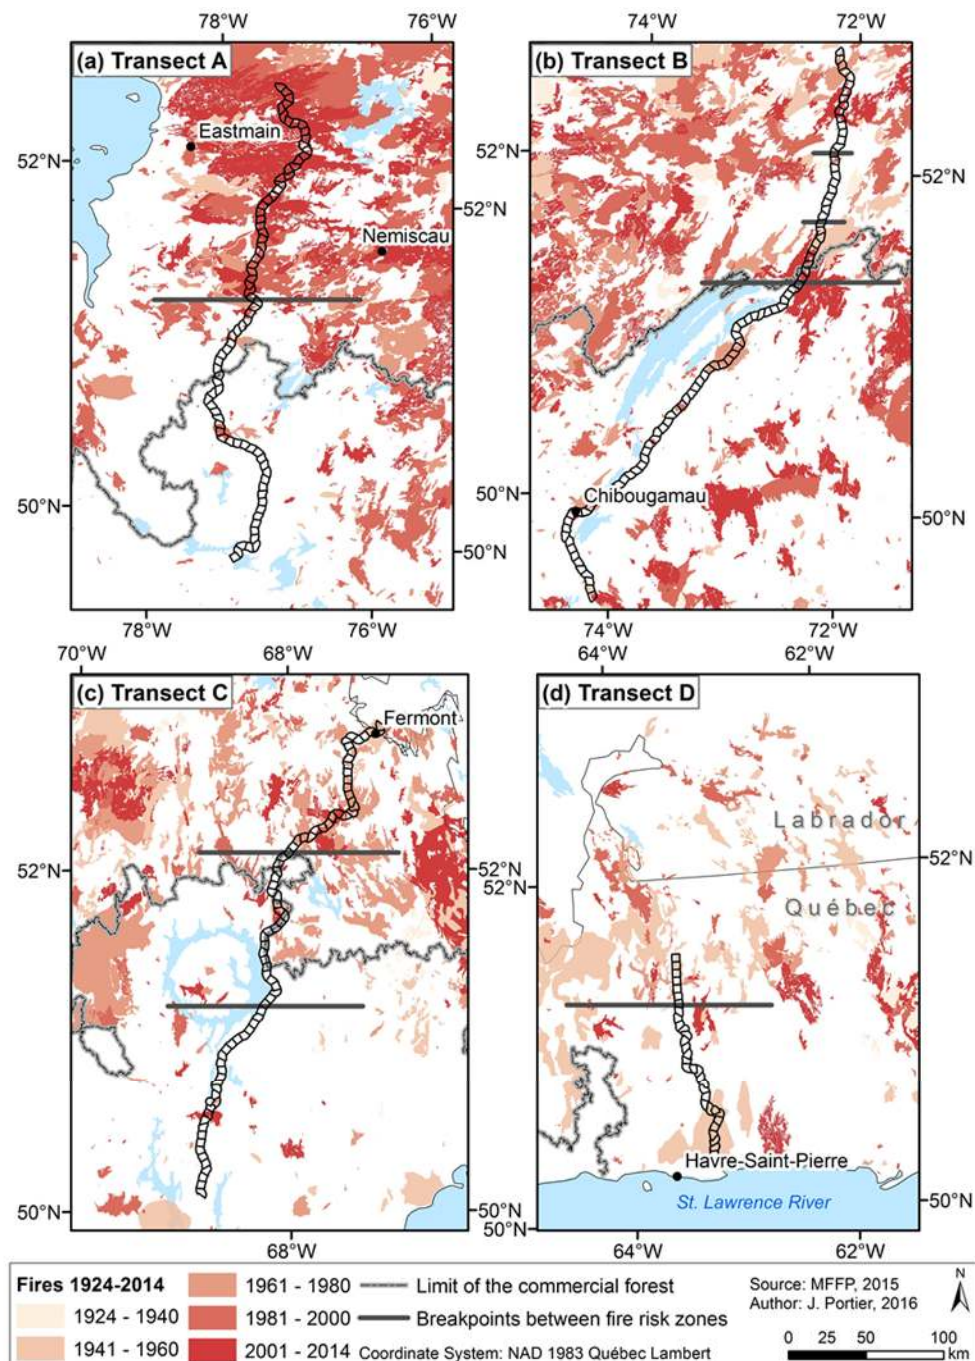 78°W 76°W
(a) Transect A
Eastmain
Nemiscau
52°N
52°N
50°N
50°N
78°W 76°W
74°W 72°W
(b) Transect B
52°N
52°N
50°N
50°N
Chibougamau
74°W 72°W
70°W 68°W
(c) Transect C
Fermont
52°N
52°N
50°N
50°N
68°W
64°W 62°W
(d) Transect D
Labrador
Québec
52°N
52°N
Havre-Saint-Pierre
St. Lawrence River
50°N
50°N
64°W 62°W
Fires 1924-2014
1924 - 1940
1941 - 1960
1961 - 1980
1981 - 2000
2001 - 2014
Limit of the commercial forest
Breakpoints between fire risk zones
Coordinate System: NAD 1983 Québec Lambert
Source: MFFP, 2015
Author: J. Portier, 2016
N
0 25 50 100
km